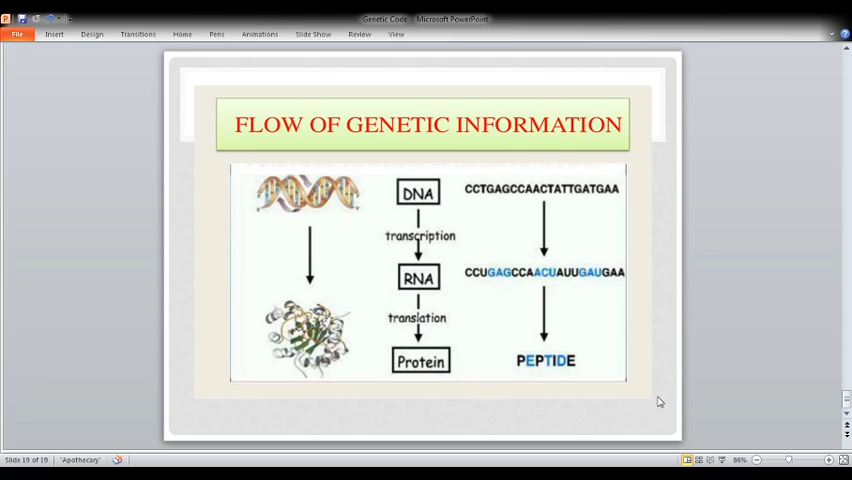 Genetic Code - Microsoft PowerPoint
File Insert Design Transitions Home Pens Animations Slide Show Review View
FLOW OF GENETIC INFORMATION
DNA
CCTGAGCCAACTATTGATGAA
transcription
RNA
CCUGAGCCAACUAUUGAUGAA
translation
Protein
PEPTIDE
Slide 19 of 19 "Apothecary" 86%